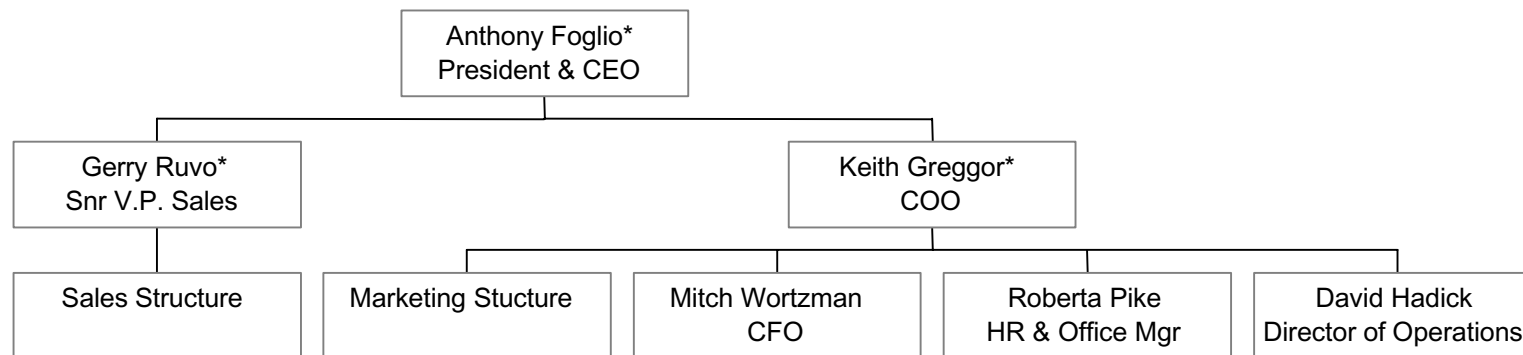 Anthony Foglio*
President & CEO
Gerry Ruvo*
Snr V.P. Sales
Keith Greggor*
COO
Sales Structure
Marketing Stucture
Mitch Wortzman
CFO
Roberta Pike
HR & Office Mgr
David Hadick
Director of Operations